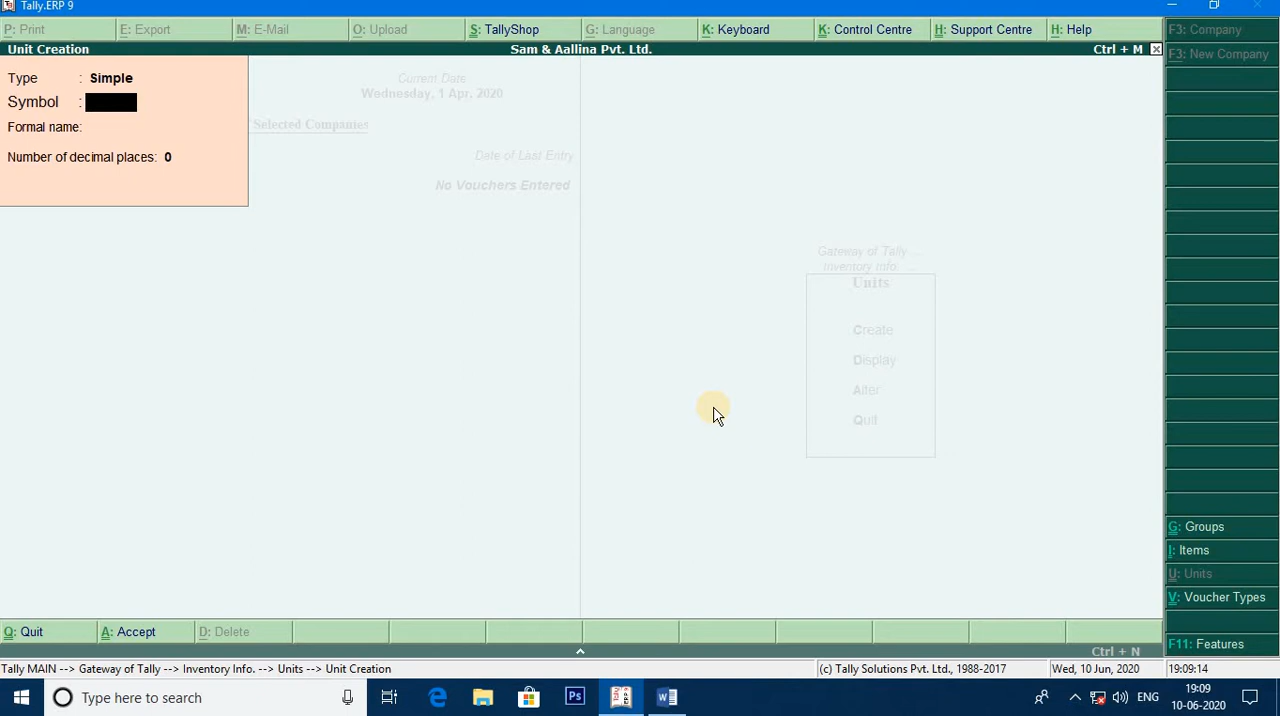 Tally.ERP 9
P: Print
E: Export
M: E-Mail
O: Upload
S: TallyShop
G: Language
K: Keyboard
K: Control Centre
H: Support Centre
H: Help
F3: Company
Unit Creation
Sam & Aallina Pvt. Ltd.
Ctrl + M
F3: New Company
Type : Simple
Symbol :
Formal name:
Number of decimal places: 0
Current Date
Wednesday, 1 Apr, 2020
Selected Companies
Date of Last Entry
No Vouchers Entered
Gateway of Tally ...
Inventory Info. ...
Units
Create
Display
Alter
Quit
G: Groups
I: Items
U: Units
V: Voucher Types
F11: Features
Q: Quit
A: Accept
D: Delete
Ctrl + N
Tally MAIN --> Gateway of Tally --> Inventory Info. --> Units --> Unit Creation
(c) Tally Solutions Pvt. Ltd., 1988-2017
Wed, 10 Jun, 2020
19:09:14
Type here to search
ENG
19:09
10-06-2020